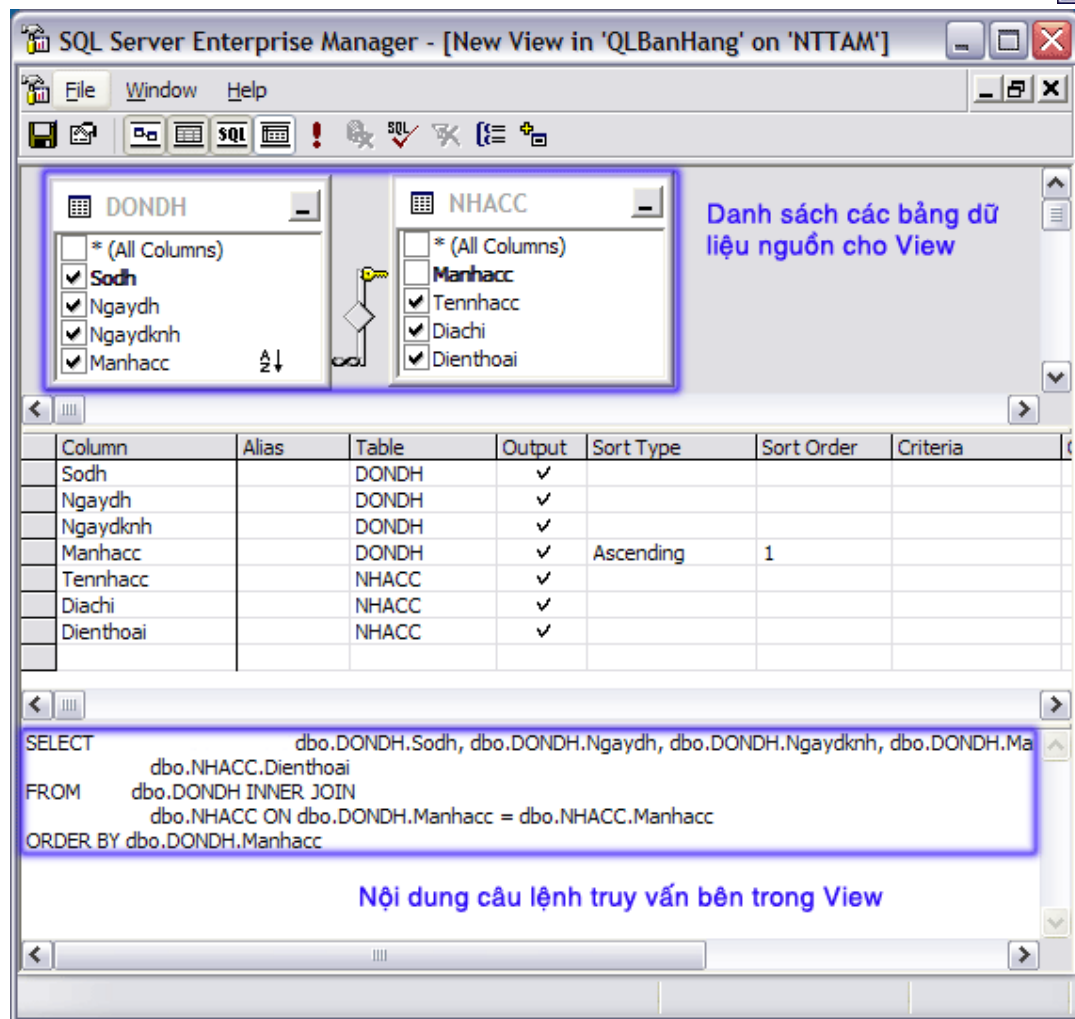 SQL Server Enterprise Manager - [New View in 'QLBanHang' on 'NTTAM']
File Window Help
SQL SQL
DONDH
* (All Columns)
Sodh
Ngaydh
Ngaydknh
Manhacc
NHACC
* (All Columns)
Manhacc
Tennhacc
Diachi
Dienthoai
Danh sách các bảng dữ
liệu nguồn cho View
Column Alias Table Output Sort Type Sort Order Criteria
Sodh DONDH
Ngaydh DONDH
Ngaydknh DONDH
Manhacc DONDH Ascending 1
Tennhacc NHACC
Diachi NHACC
Dienthoai NHACC
SELECT dbo.DONDH.Sodh, dbo.DONDH.Ngaydh, dbo.DONDH.Ngaydknh, dbo.DONDH.Ma
dbo.NHACC.Dienthoai
FROM dbo.DONDH INNER JOIN
dbo.NHACC ON dbo.DONDH.Manhacc = dbo.NHACC.Manhacc
ORDER BY dbo.DONDH.Manhacc
Nội dung câu lệnh truy vấn bên trong View